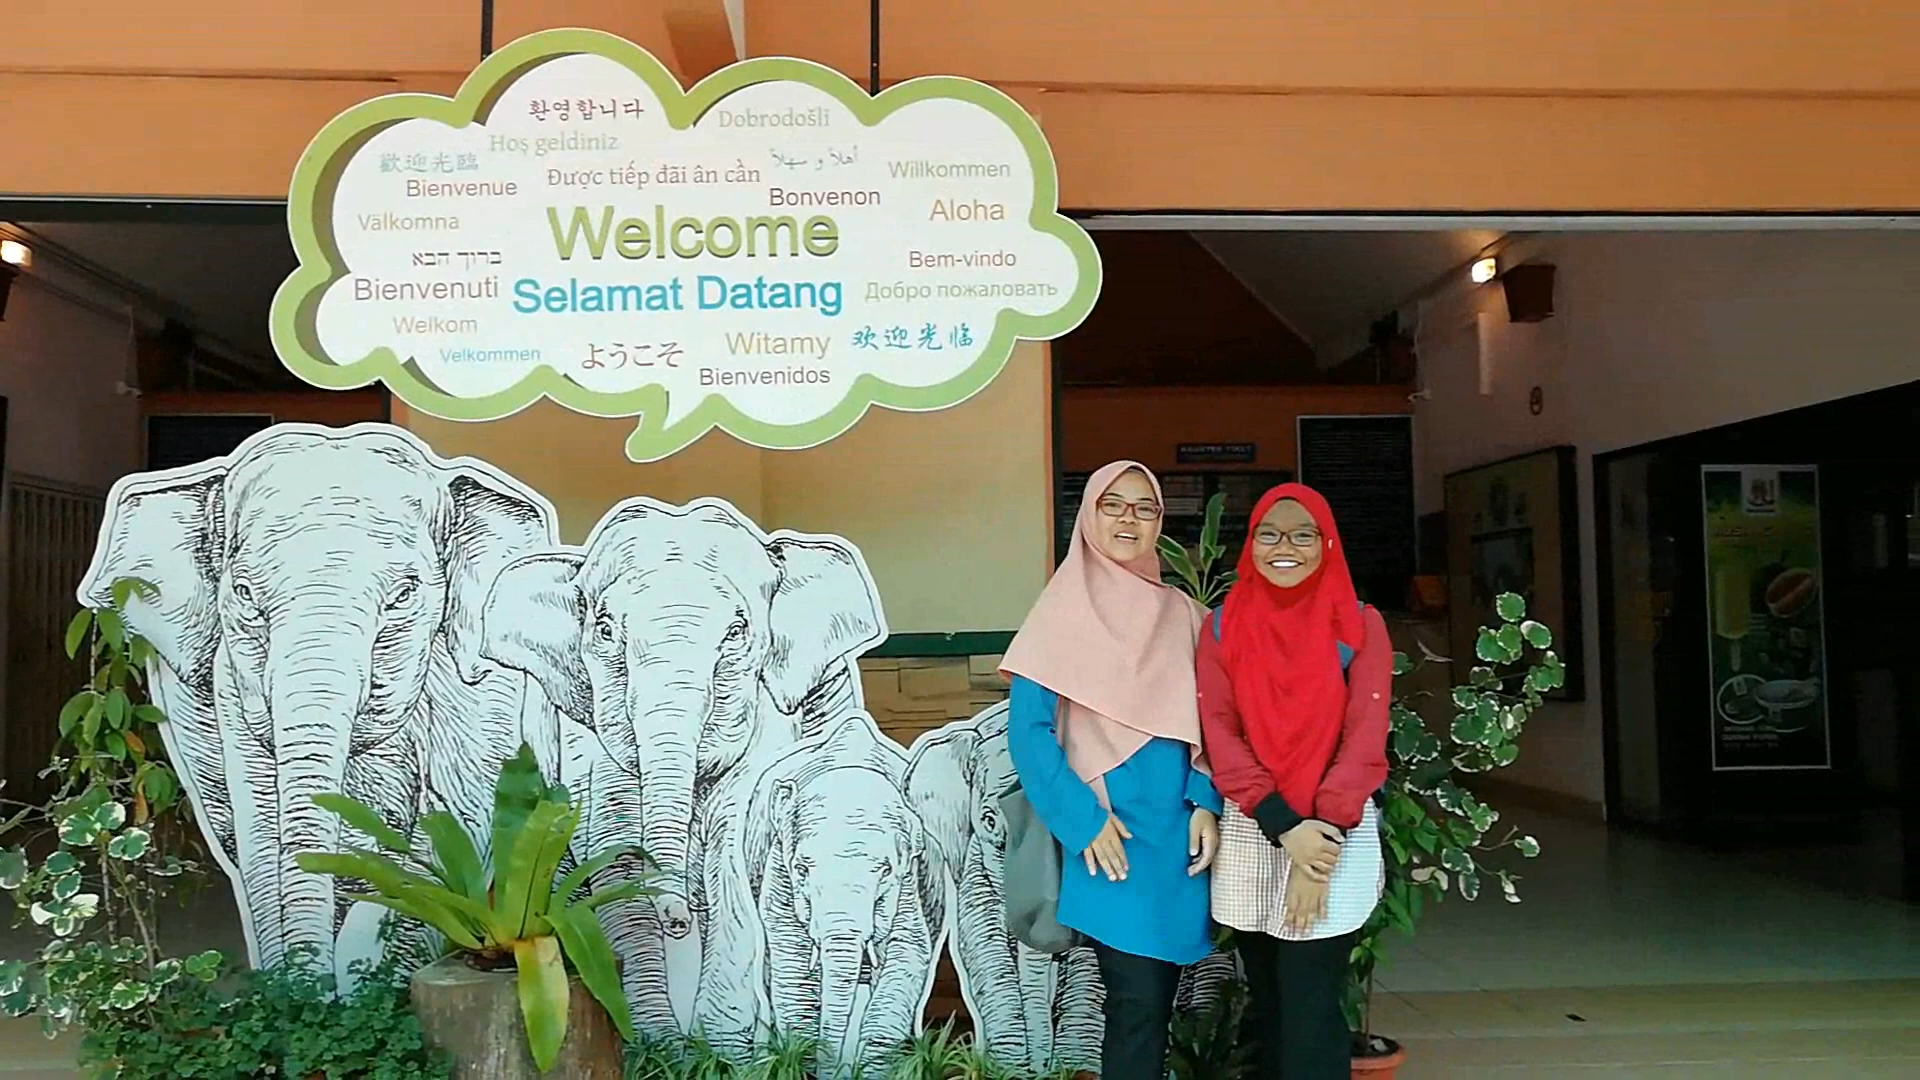 환영합니다
Dobrodošli
Hoş geldiniz
歡迎光臨
Được tiếp đãi ân cần
أهلاً و سهلاً
Willkommen
Bienvenue
Bonvenon
Välkomna
Welcome
Aloha
ברוך הבא
Bem-vindo
Bienvenuti
Selamat Datang
Добро пожаловать
Welkom
Witamy
欢迎光临
Velkommen
ようこそ
Bienvenidos